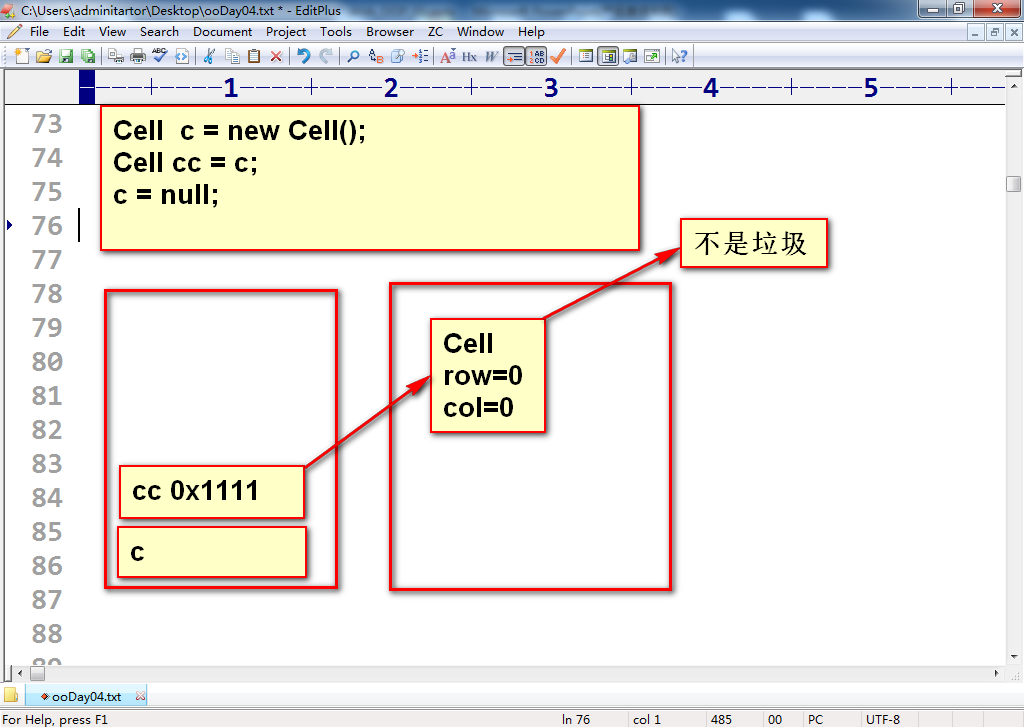 C:\Users\adminitartor\Desktop\ooDay04.txt * - EditPlus
File Edit View Search Document Project Tools Browser ZC Window Help
1 2 3 4 5
73
74
75
76
77
78
79
80
81
82
83
84
85
86
87
88
89
Cell  c = new Cell();
Cell cc = c;
c = null;
不是垃圾
Cell
row=0
col=0
cc 0x1111
c
ooDay04.txt
For Help, press F1 ln 76 col 1 485 00 PC UTF-8